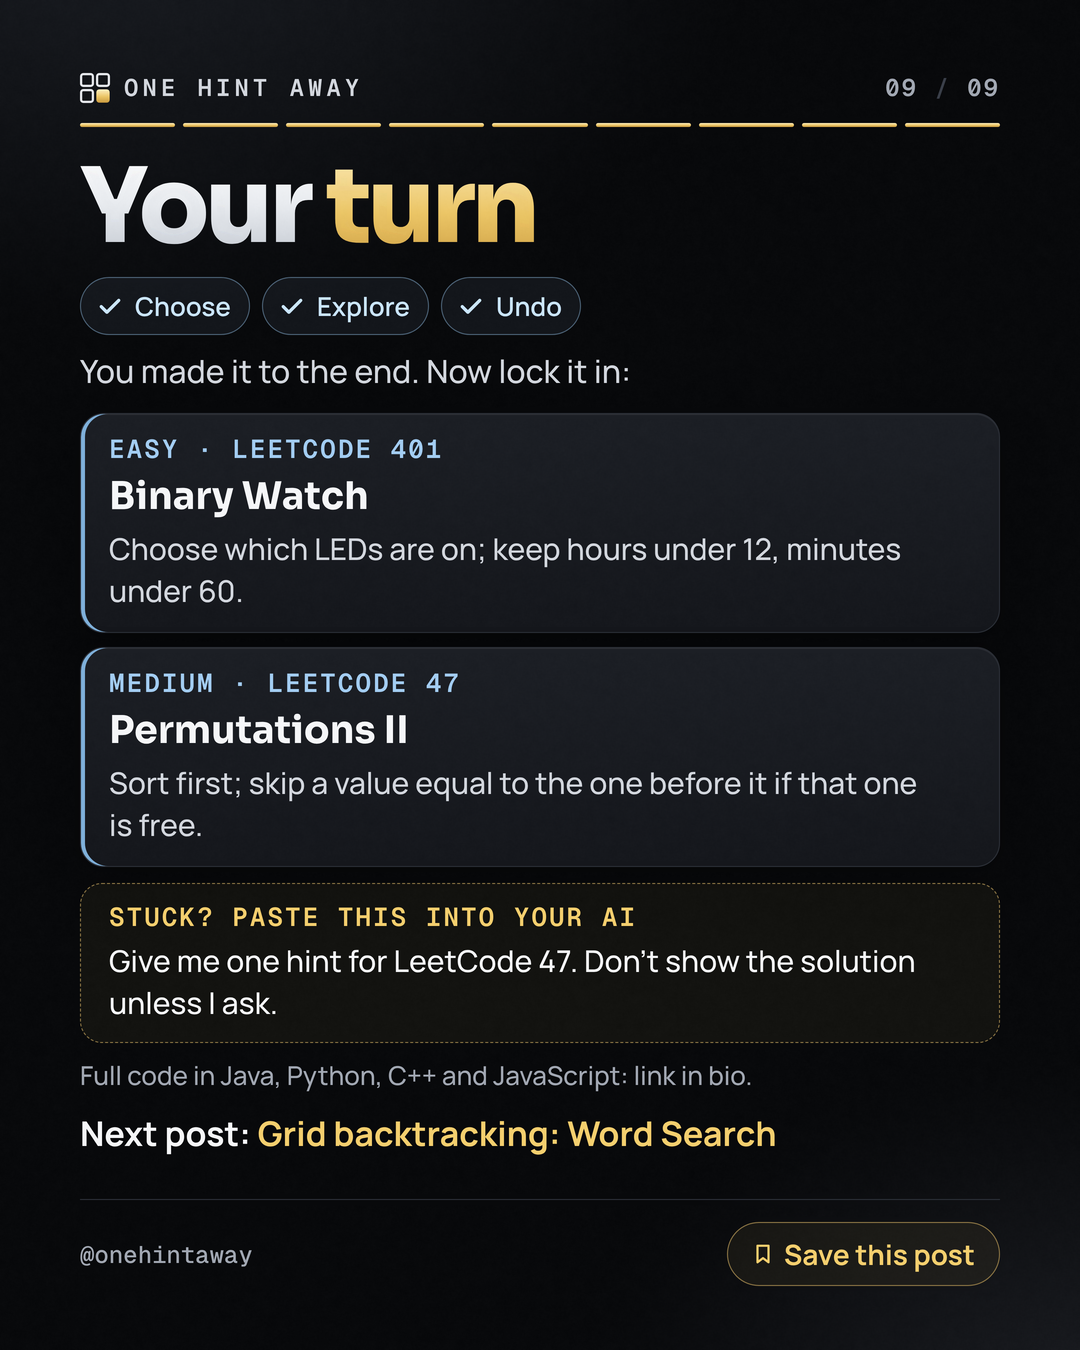 ONE HINT AWAY
09 / 09
Your turn
Choose
Explore
Undo
You made it to the end. Now lock it in:
EASY · LEETCODE 401
Binary Watch
Choose which LEDs are on; keep hours under 12, minutes
under 60.
MEDIUM · LEETCODE 47
Permutations II
Sort first; skip a value equal to the one before it if that one
is free.
STUCK? PASTE THIS INTO YOUR AI
Give me one hint for LeetCode 47. Don’t show the solution
unless I ask.
Full code in Java, Python, C++ and JavaScript: link in bio.
Next post: Grid backtracking: Word Search
@onehintaway
Save this post